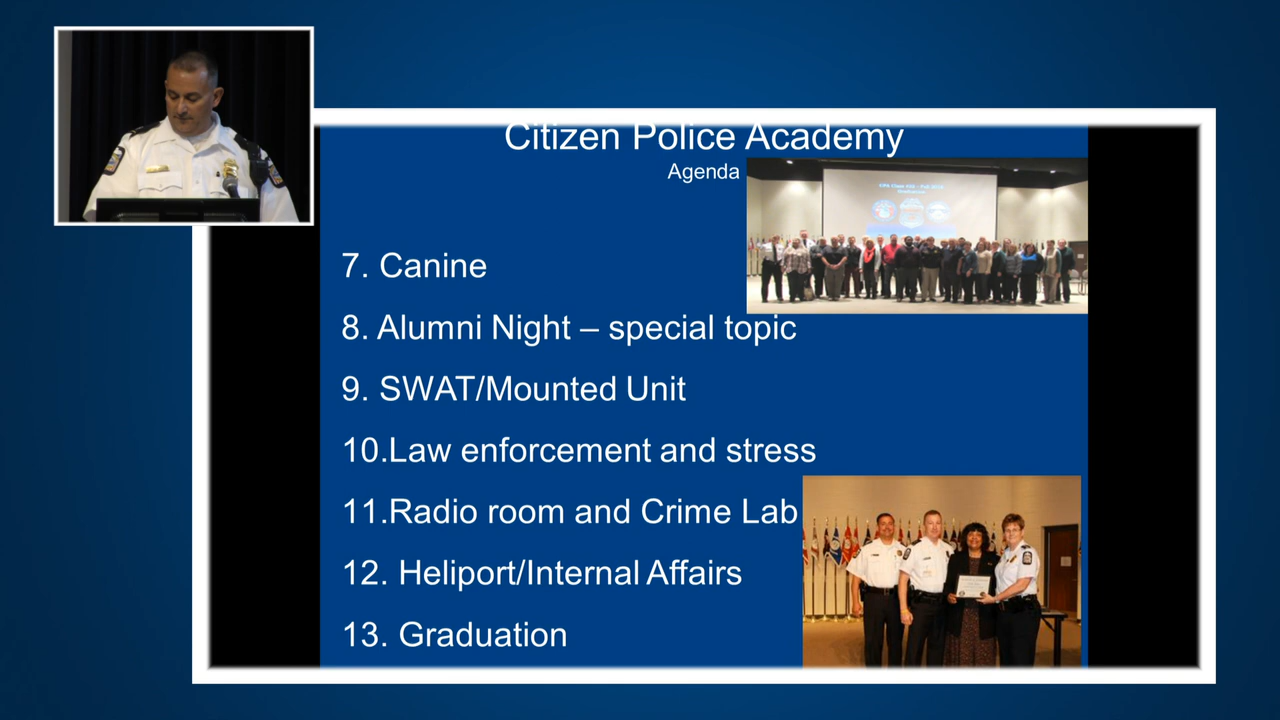 Citizen Police Academy
Agenda
7. Canine
8. Alumni Night – special topic
9. SWAT/Mounted Unit
10.Law enforcement and stress
11.Radio room and Crime Lab
12. Heliport/Internal Affairs
13. Graduation